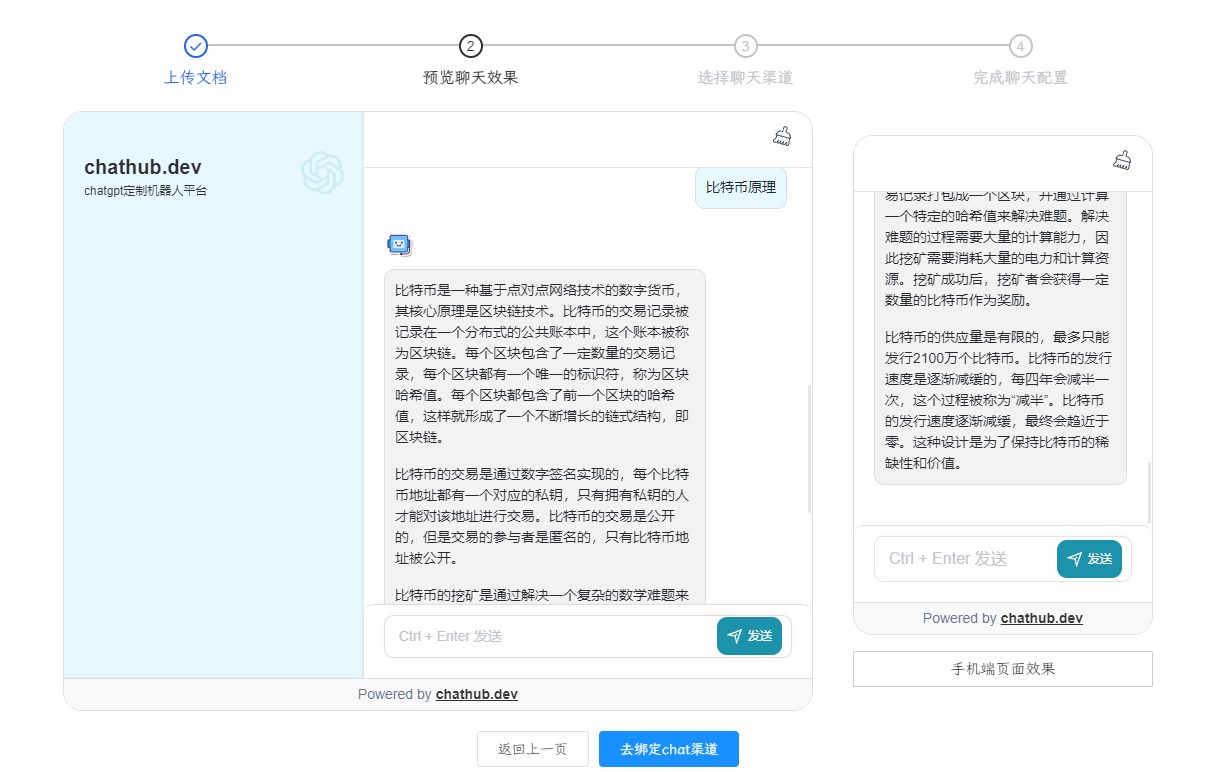 2
3
4
上传文档
预览聊天效果
选择聊天渠道
完成聊天配置
chathub.dev
chatgpt定制机器人平台
比特币原理
比特币是一种基于点对点网络技术的数字货币，
其核心原理是区块链技术。比特币的交易记录被
记录在一个分布式的公共账本中，这个账本被称
为区块链。每个区块包含了一定数量的交易记
录，每个区块都有一个唯一的标识符，称为区块
哈希值。每个区块都包含了前一个区块的哈希
值，这样就形成了一个不断增长的链式结构，即
区块链。
比特币的交易是通过数字签名实现的，每个比特
币地址都有一个对应的私钥，只有拥有私钥的人
才能对该地址进行交易。比特币的交易是公开
的，但是交易的参与者是匿名的，只有比特币地
址被公开。
比特币的挖矿是通过解决一个复杂的数学难题来
Ctrl + Enter 发送
发送
Powered by chathub.dev
易记录打包成一个区块，并通过计算
一个特定的哈希值来解决难题。解决
难题的过程需要大量的计算能力，因
此挖矿需要消耗大量的电力和计算资
源。挖矿成功后，挖矿者会获得一定
数量的比特币作为奖励。
比特币的供应量是有限的，最多只能
发行2100万个比特币。比特币的发行
速度是逐渐减缓的，每四年会减半一
次，这个过程被称为“减半”。比特币
的发行速度逐渐减缓，最终会趋近于
零。这种设计是为了保持比特币的稀
缺性和价值。
Ctrl + Enter 发送
发送
Powered by chathub.dev
手机端页面效果
返回上一页
去绑定chat渠道